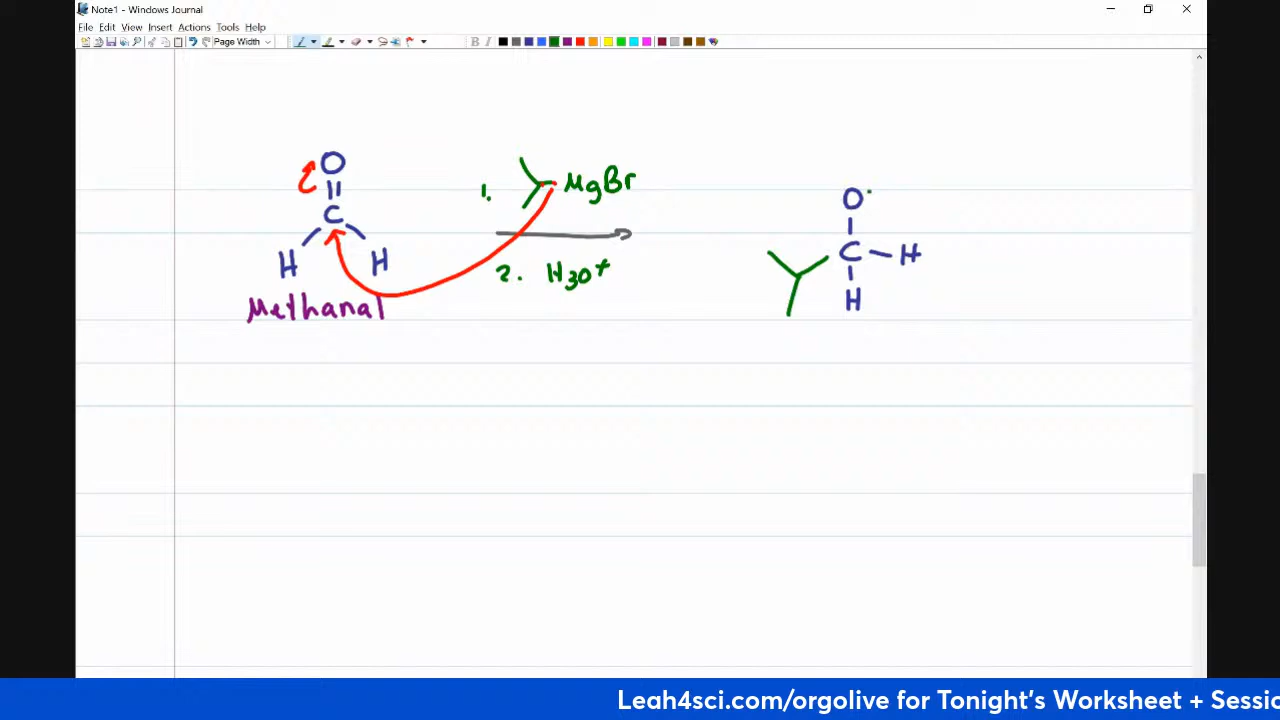 Note1 - Windows Journal
File Edit View Insert Actions Tools Help
Page Width
B I
O
C
H H
Methanal
1. MgBr
2. H3O+
O
C H
H
Leah4sci.com/orgolive for Tonight's Worksheet + Sessio